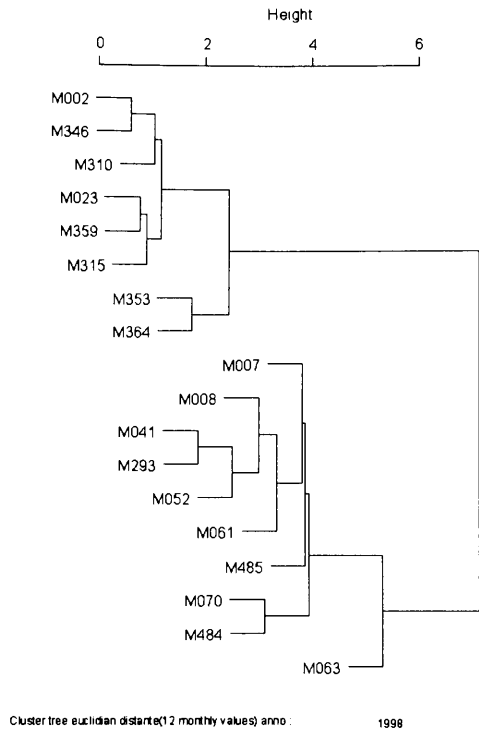 Height
0 2 4 6
M002
M346
M310
M023
M359
M315
M353
M364
M007
M008
M041
M293
M052
M061
M485
M070
M484
M063
Cluster tree euclidian distante(12 monthly values) anno : 1998